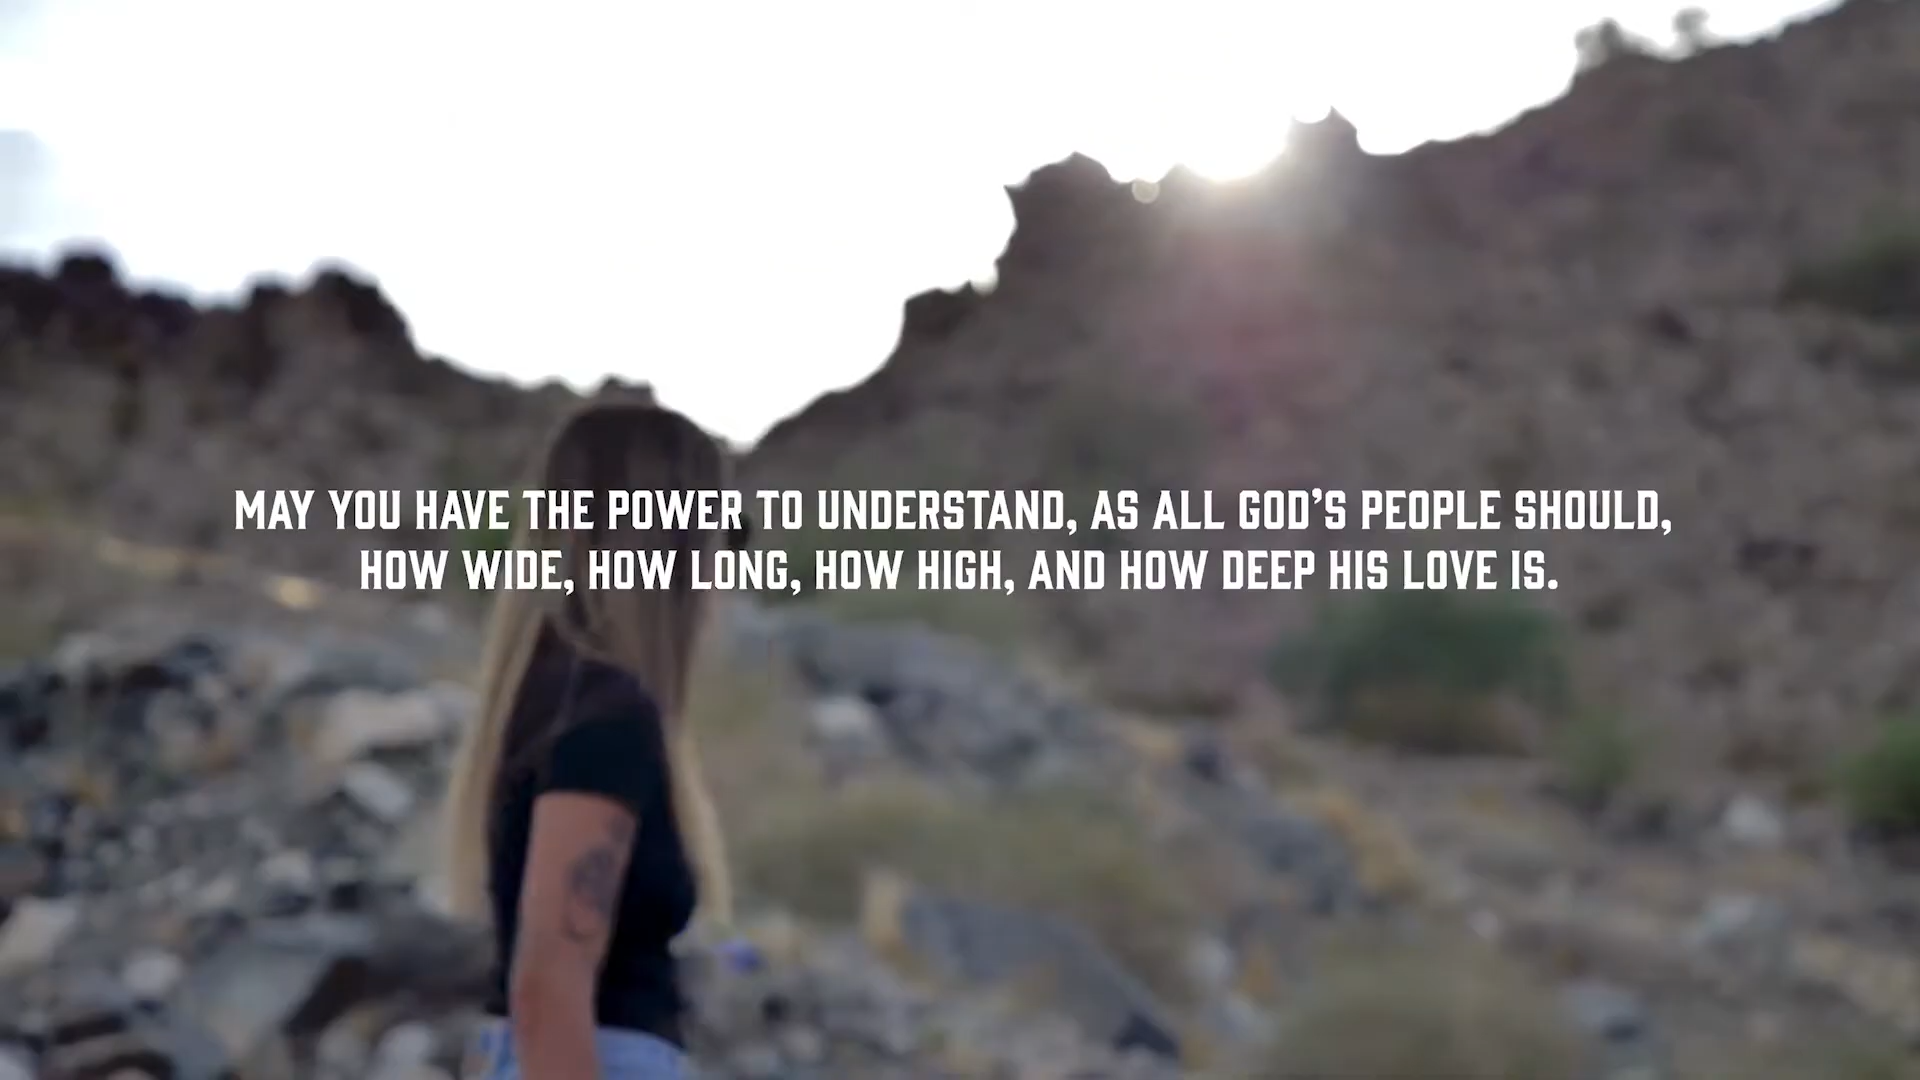 MAY YOU HAVE THE POWER TO UNDERSTAND, AS ALL GOD'S PEOPLE SHOULD,
HOW WIDE, HOW LONG, HOW HIGH, AND HOW DEEP HIS LOVE IS.